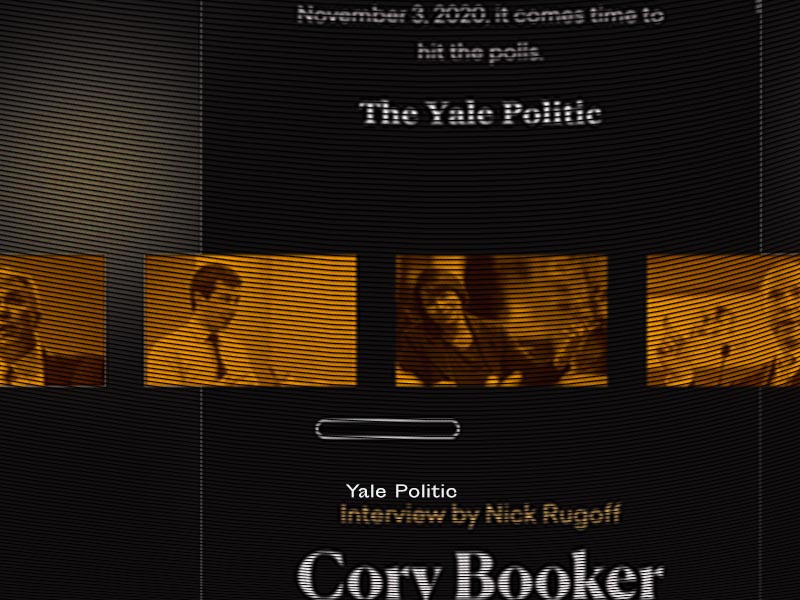 November 3, 2020, it comes time to
hit the polls.
The Yale Politic
Yale Politic
Interview by Nick Rugoff
Cory Booker